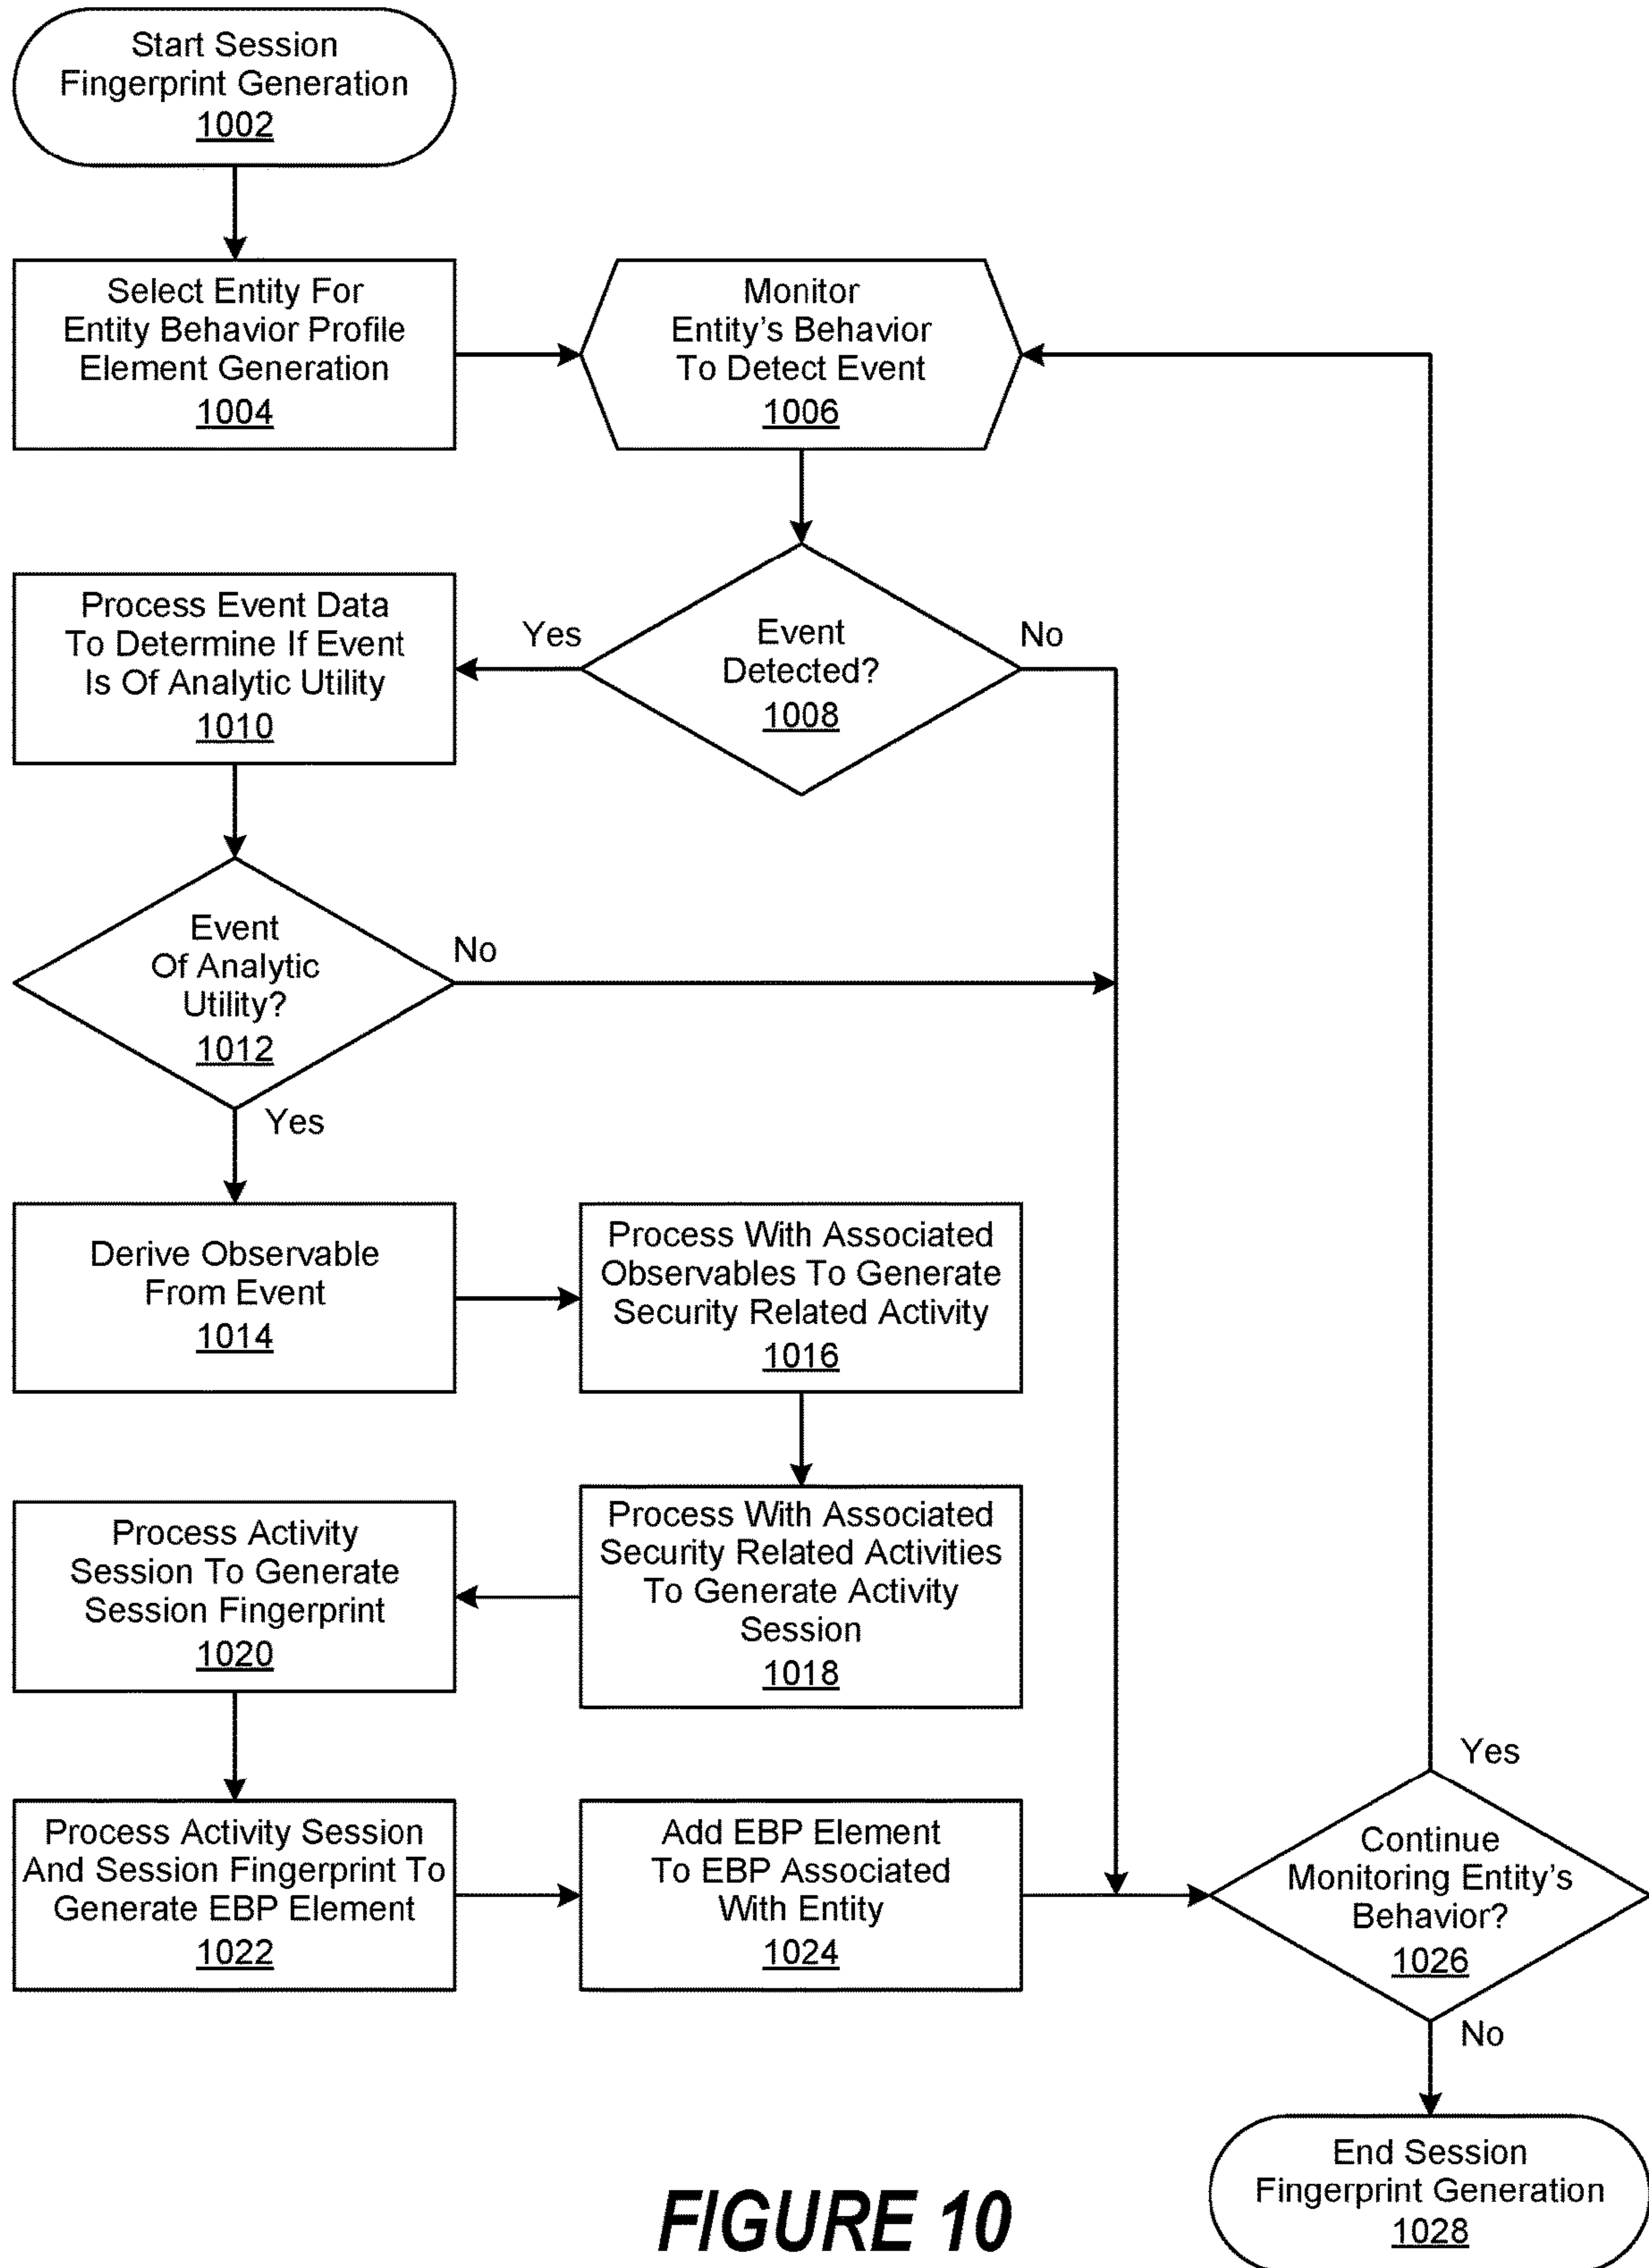 Start Session
Fingerprint Generation
1002
Select Entity For
Entity Behavior Profile
Element Generation
1004
Monitor
Entity's Behavior
To Detect Event
1006
Process Event Data
To Determine If Event
Is Of Analytic Utility
1010
Yes
Event
Detected?
1008
No
Event
Of Analytic
Utility?
1012
No
Yes
Derive Observable
From Event
1014
Process With Associated
Observables To Generate
Security Related Activity
1016
Process Activity
Session To Generate
Session Fingerprint
1020
Process With Associated
Security Related Activities
To Generate Activity
Session
1018
Process Activity Session
And Session Fingerprint To
Generate EBP Element
1022
Add EBP Element
To EBP Associated
With Entity
1024
Yes
Continue
Monitoring Entity's
Behavior?
1026
No
End Session
Fingerprint Generation
1028
FIGURE 10